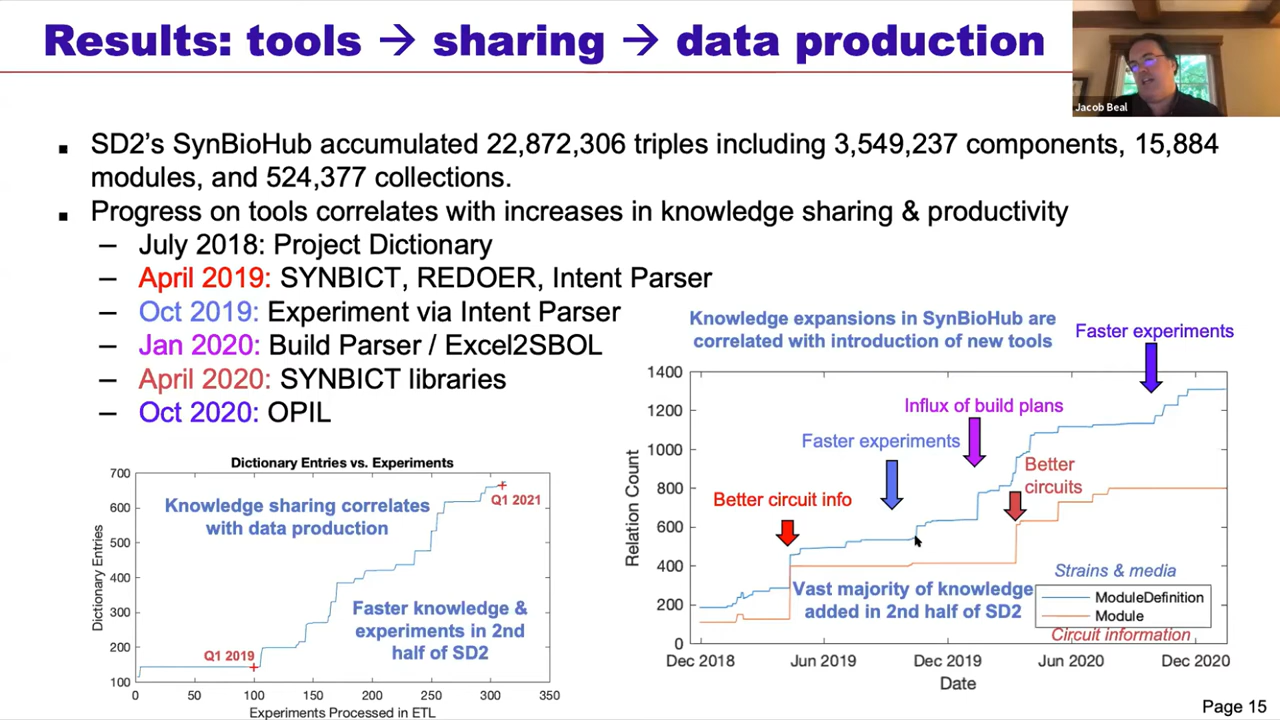 Results: tools → sharing → data production
Jacob Beal
▪ SD2’s SynBioHub accumulated 22,872,306 triples including 3,549,237 components, 15,884
modules, and 524,377 collections.
▪ Progress on tools correlates with increases in knowledge sharing & productivity
– July 2018: Project Dictionary
– April 2019: SYNBICT, REDOER, Intent Parser
– Oct 2019: Experiment via Intent Parser
– Jan 2020: Build Parser / Excel2SBOL
– April 2020: SYNBICT libraries
– Oct 2020: OPIL
Dictionary Entries vs. Experiments
700
600
500
400
300
200
100
Dictionary Entries
Knowledge sharing correlates
with data production
Q1 2021
Faster knowledge &
experiments in 2nd
half of SD2
Q1 2019
0 50 100 150 200 250 300 350
Experiments Processed in ETL
Knowledge expansions in SynBioHub are
correlated with introduction of new tools
Faster experiments
1400
1200
1000
800
600
400
200
0
Relation Count
Influx of build plans
Faster experiments
Better
circuits
Better circuit info
Strains & media
Vast majority of knowledge
added in 2nd half of SD2
ModuleDefinition
Module
Circuit information
Dec 2018 Jun 2019 Dec 2019 Jun 2020 Dec 2020
Date
Page 15